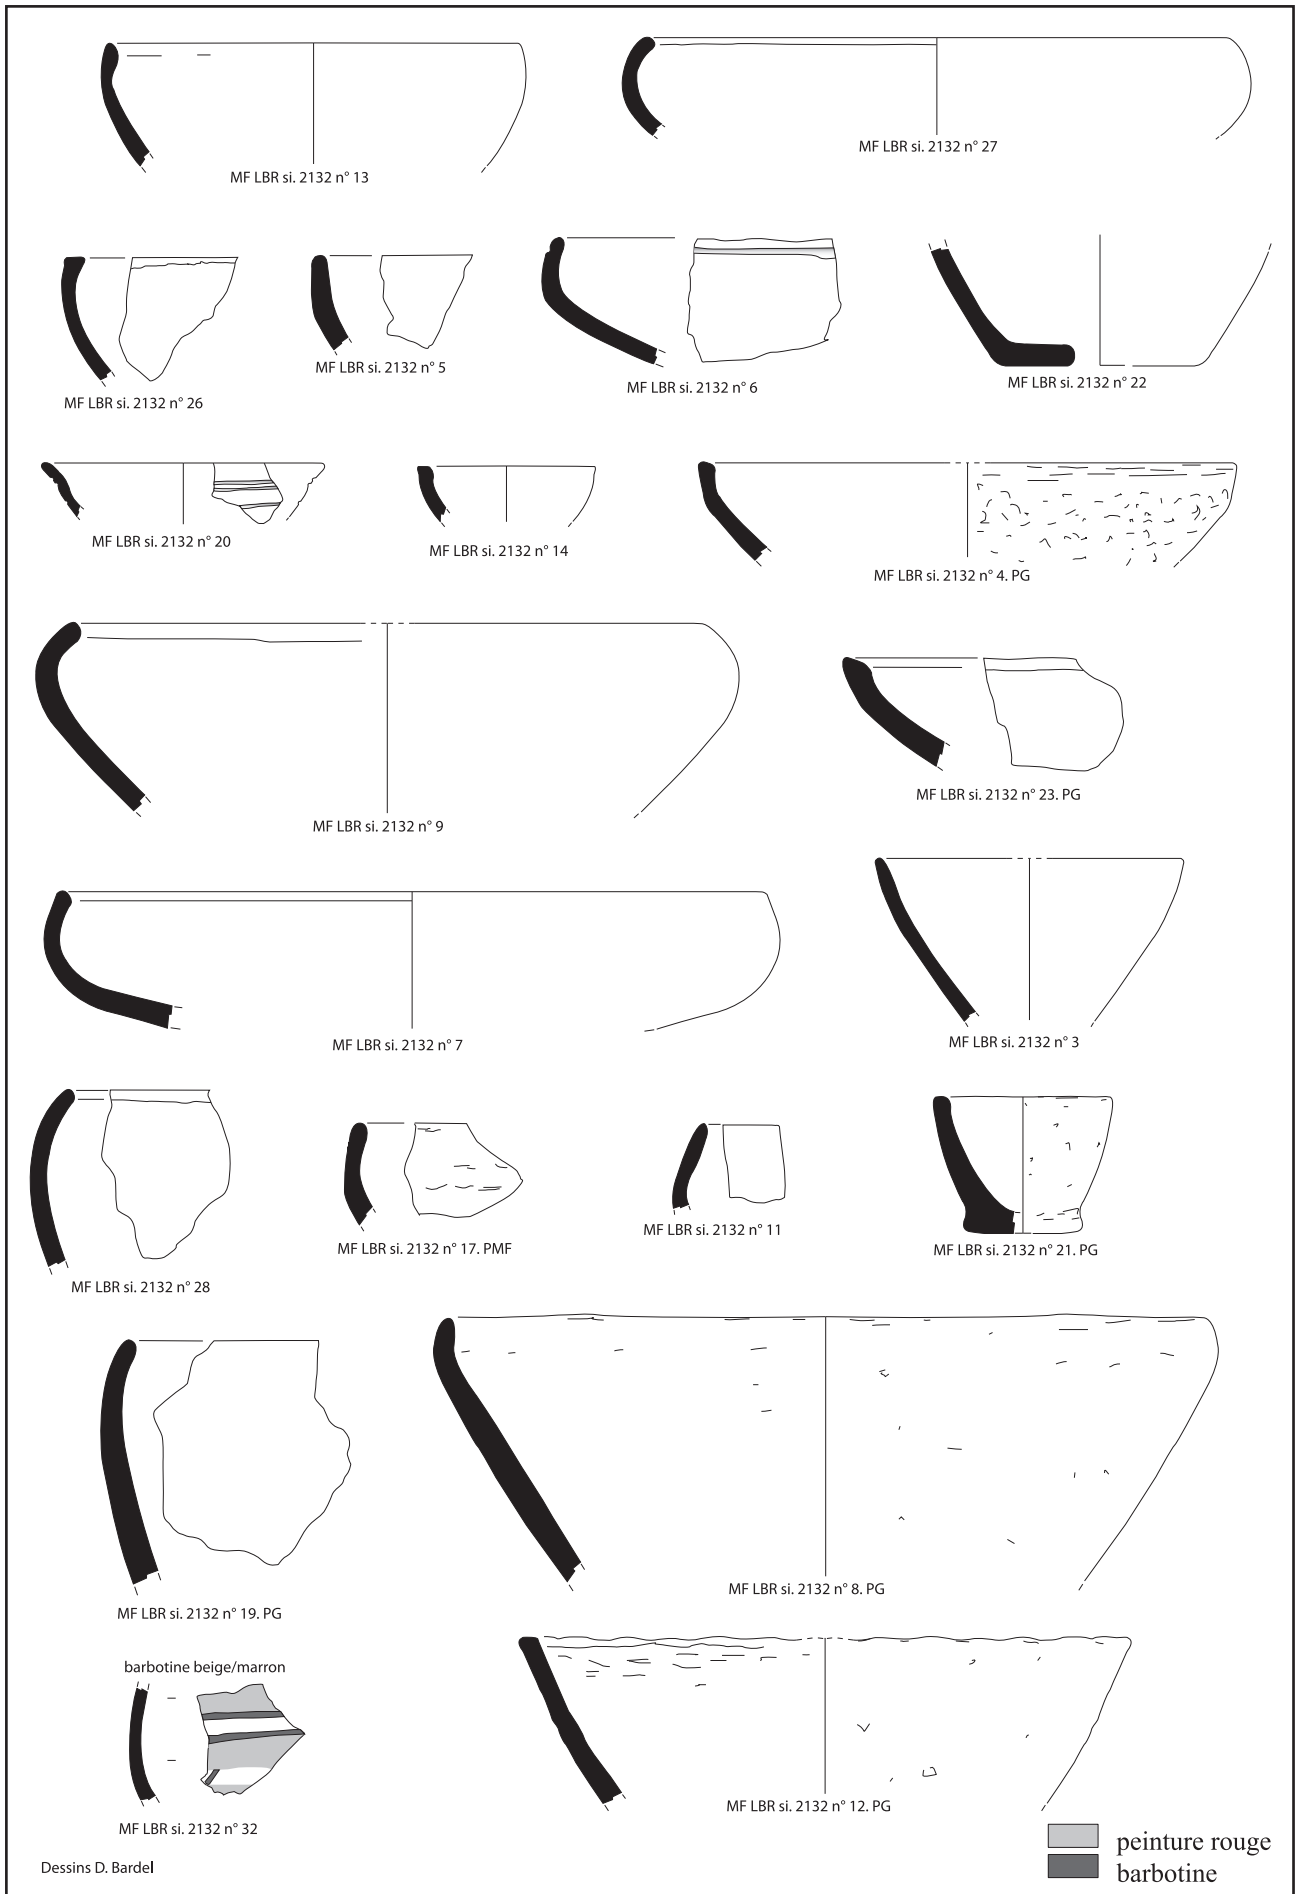 MF LBR si. 2132 n° 13
MF LBR si. 2132 n° 27
MF LBR si. 2132 n° 26
MF LBR si. 2132 n° 5
MF LBR si. 2132 n° 6
MF LBR si. 2132 n° 22
MF LBR si. 2132 n° 20
MF LBR si. 2132 n° 14
MF LBR si. 2132 n° 4. PG
MF LBR si. 2132 n° 9
MF LBR si. 2132 n° 23. PG
MF LBR si. 2132 n° 7
MF LBR si. 2132 n° 3
MF LBR si. 2132 n° 28
MF LBR si. 2132 n° 17. PMF
MF LBR si. 2132 n° 11
MF LBR si. 2132 n° 21. PG
MF LBR si. 2132 n° 19. PG
MF LBR si. 2132 n° 8. PG
barbotine beige/marron
MF LBR si. 2132 n° 32
MF LBR si. 2132 n° 12. PG
Dessins D. Bardel
peinture rouge
barbotine